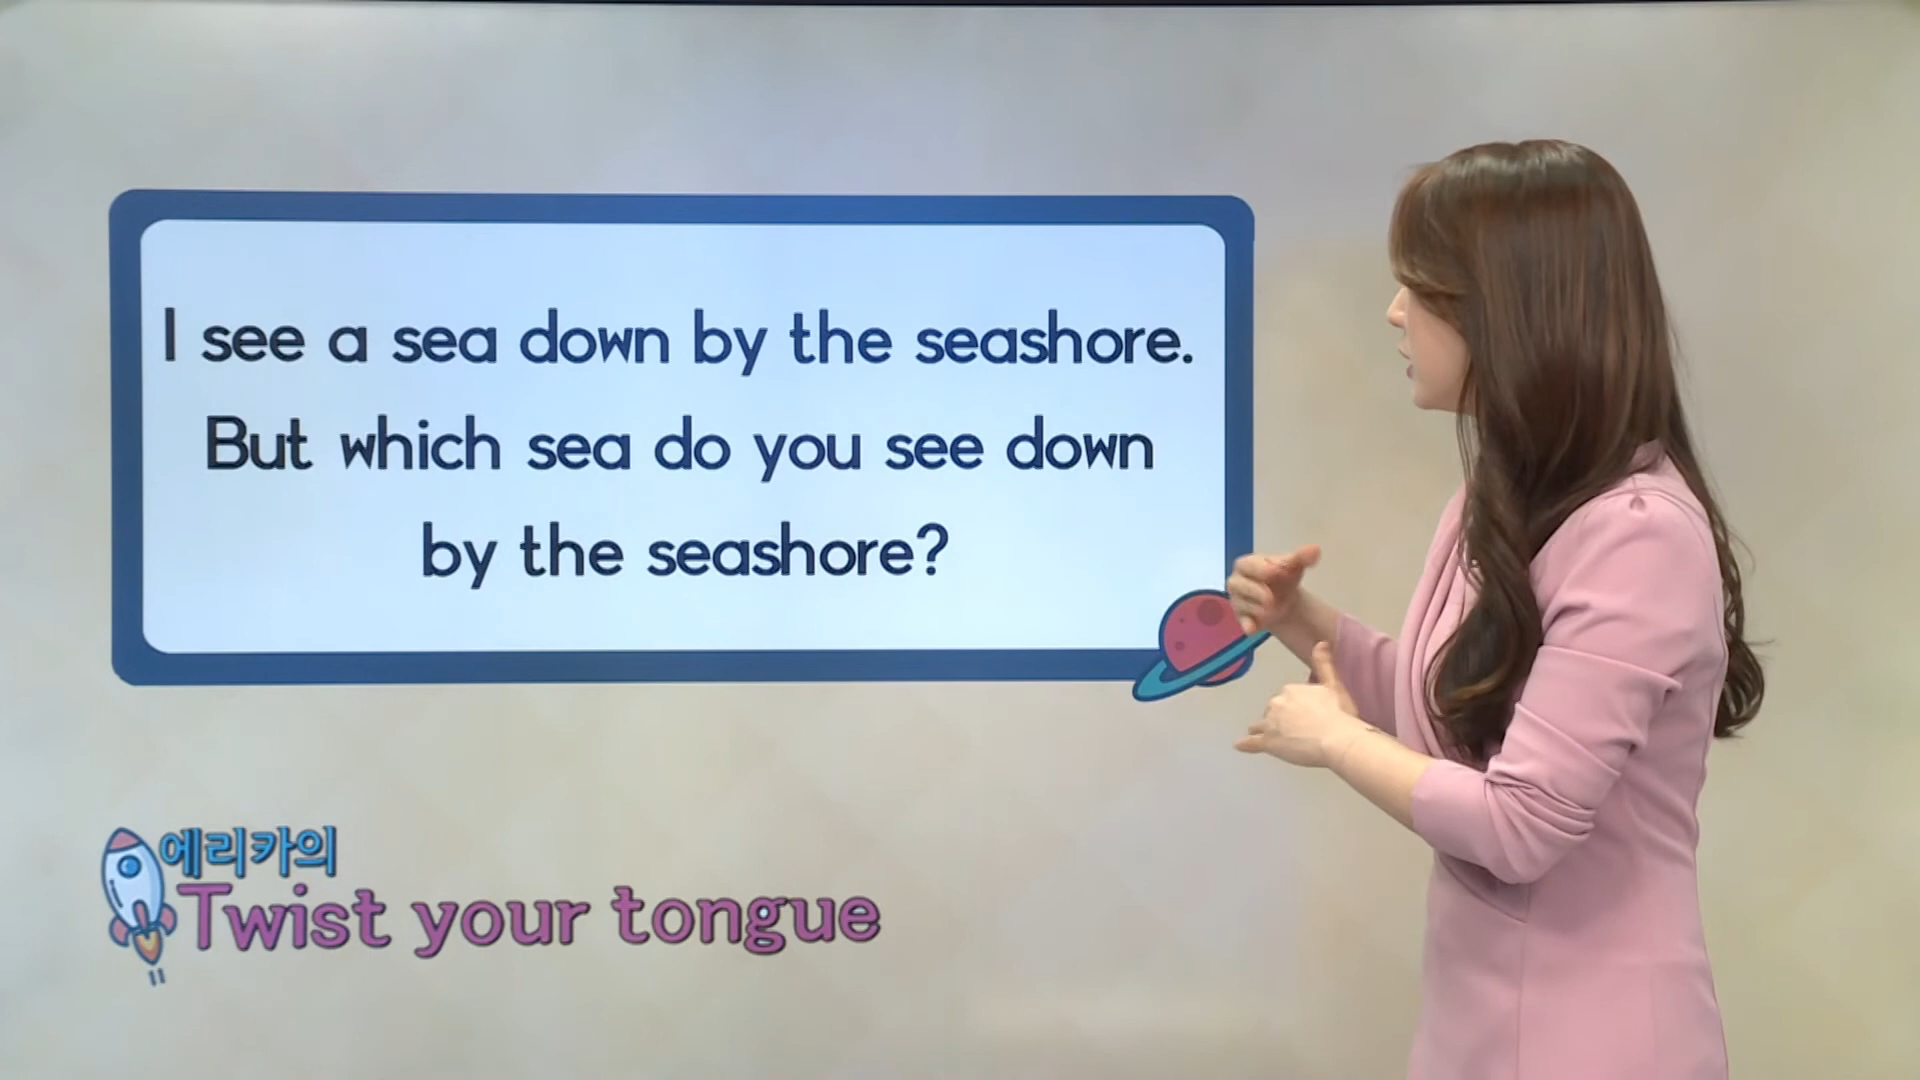 I see a sea down by the seashore.
But which sea do you see down
by the seashore?
에리카의
Twist your tongue